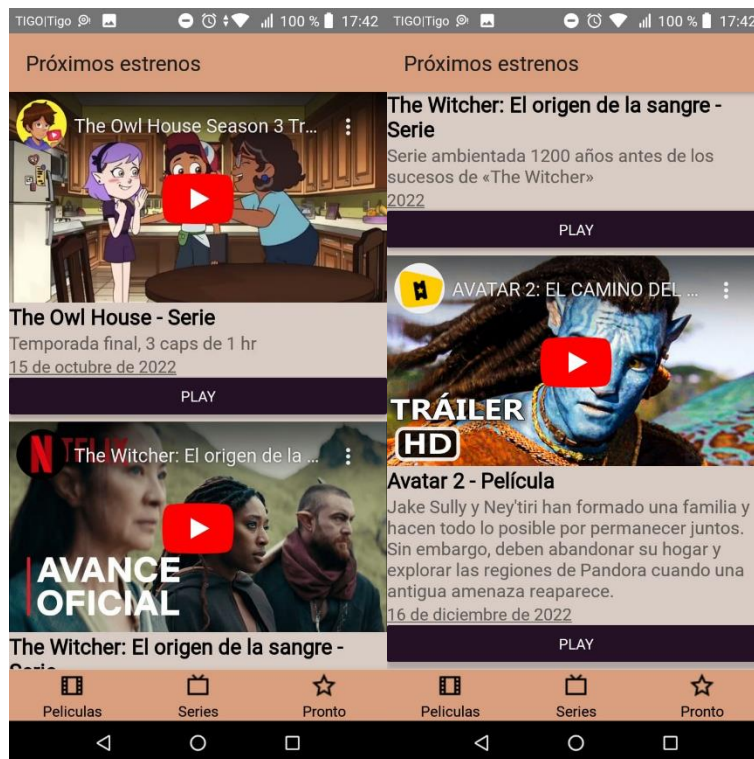 TIGO|Tigo 100 % 17:42
Próximos estrenos
The Owl House Season 3 Tr...
The Owl House - Serie
Temporada final, 3 caps de 1 hr
15 de octubre de 2022
PLAY
N TFLIX
The Witcher: El origen de la ...
AVANCE
OFICIAL
The Witcher: El origen de la sangre -
Serie
Peliculas Series Pronto
TIGO|Tigo 100 % 17:42
Próximos estrenos
The Witcher: El origen de la sangre -
Serie
Serie ambientada 1200 años antes de los
sucesos de «The Witcher»
2022
PLAY
AVATAR 2: EL CAMINO DEL ...
TRÁILER
HD
Avatar 2 - Película
Jake Sully y Ney'tiri han formado una familia y
hacen todo lo posible por permanecer juntos.
Sin embargo, deben abandonar su hogar y
explorar las regiones de Pandora cuando una
antigua amenaza reaparece.
16 de diciembre de 2022
PLAY
Peliculas Series Pronto